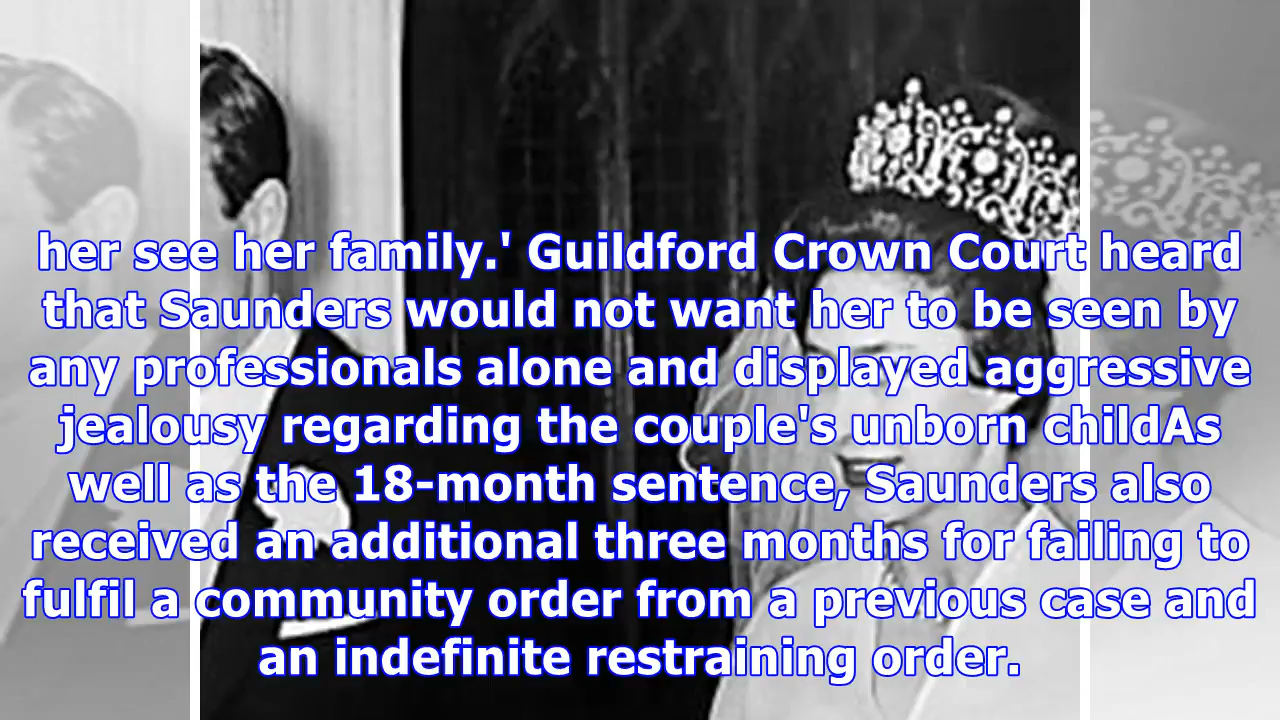 her see her family.' Guildford Crown Court heard
that Saunders would not want her to be seen by
any professionals alone and displayed aggressive
jealousy regarding the couple's unborn childAs
well as the 18-month sentence, Saunders also
received an additional three months for failing to
fulfil a community order from a previous case and
an indefinite restraining order.